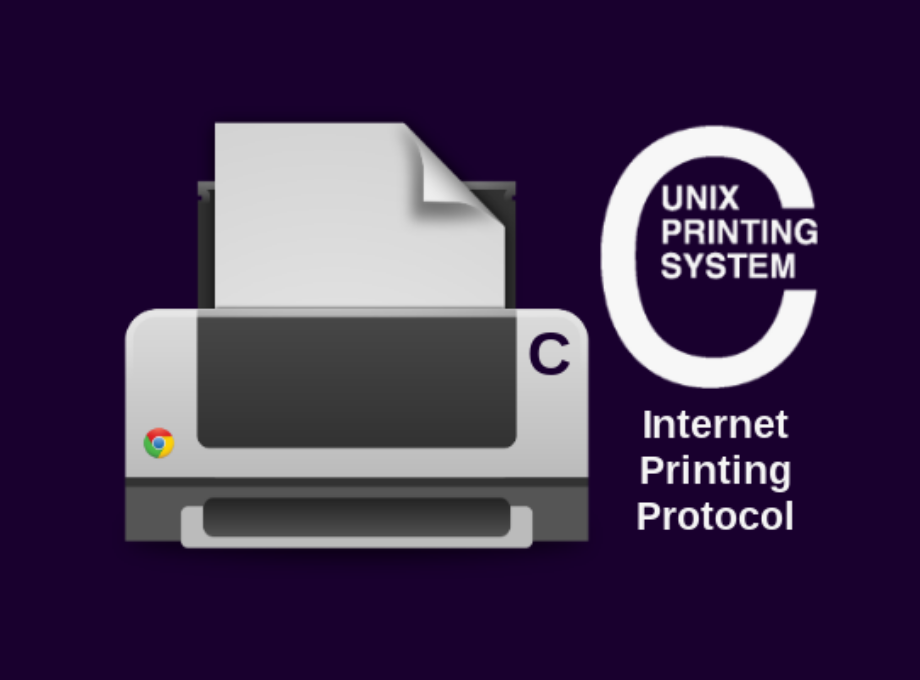 C
UNIX
PRINTING
SYSTEM
C
Internet
Printing
Protocol